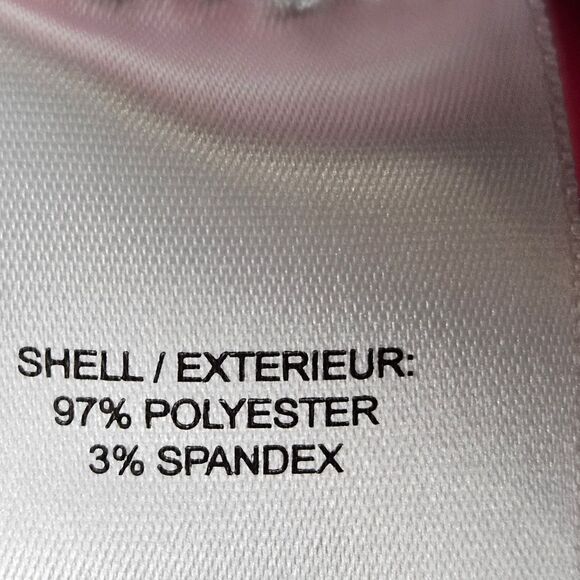 SHELL / EXTERIEUR:
97% POLYESTER
3% SPANDEX